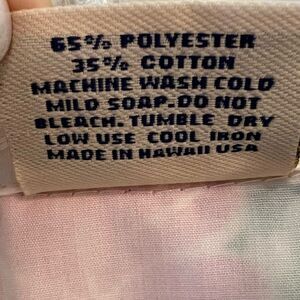 65% POLYESTER
35% COTTON
MACHINE WASH COLD
MILD SOAP.DO NOT
BLEACH. TUMBLE DRY
LOW USE COOL IRON
MADE IN HAWAII USA